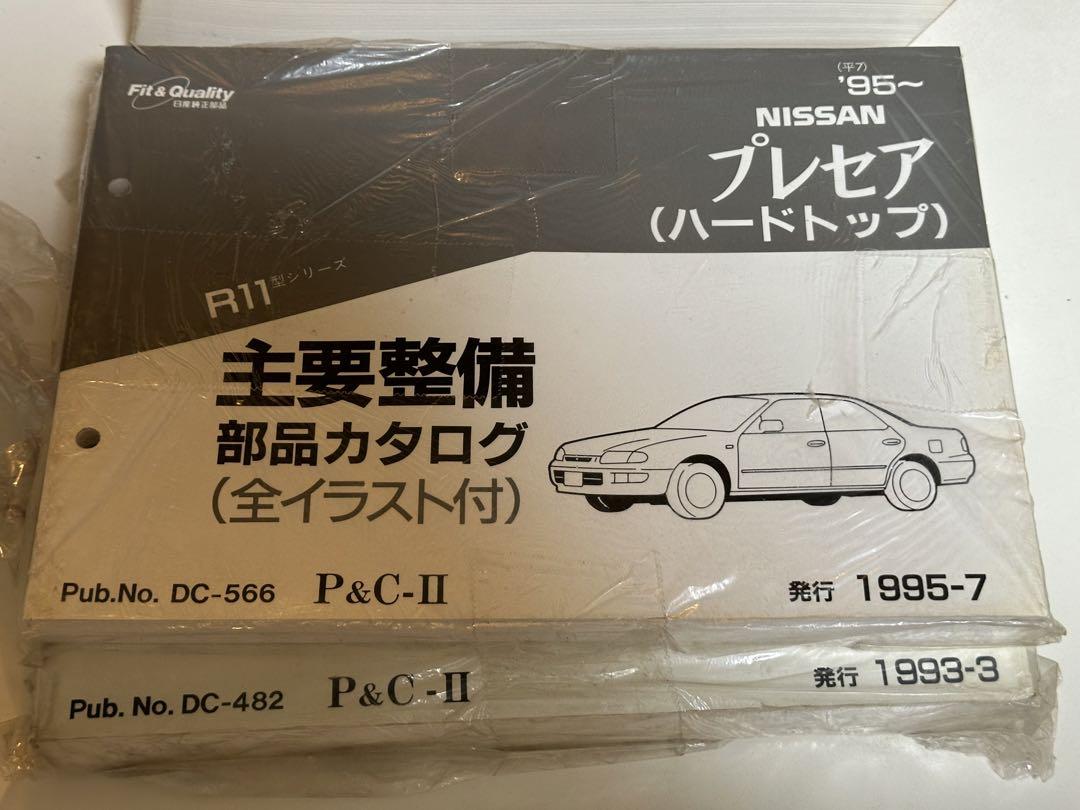 Fit & Quality
日産純正部品
(平7)
'95〜
NISSAN
プレセア
(ハードトップ)
R11型シリーズ
主要整備
部品カタログ
(全イラスト付)
Pub.No. DC-566 P&C-II 発行 1995-7
Pub. No. DC-482 P&C-II 発行 1993-3